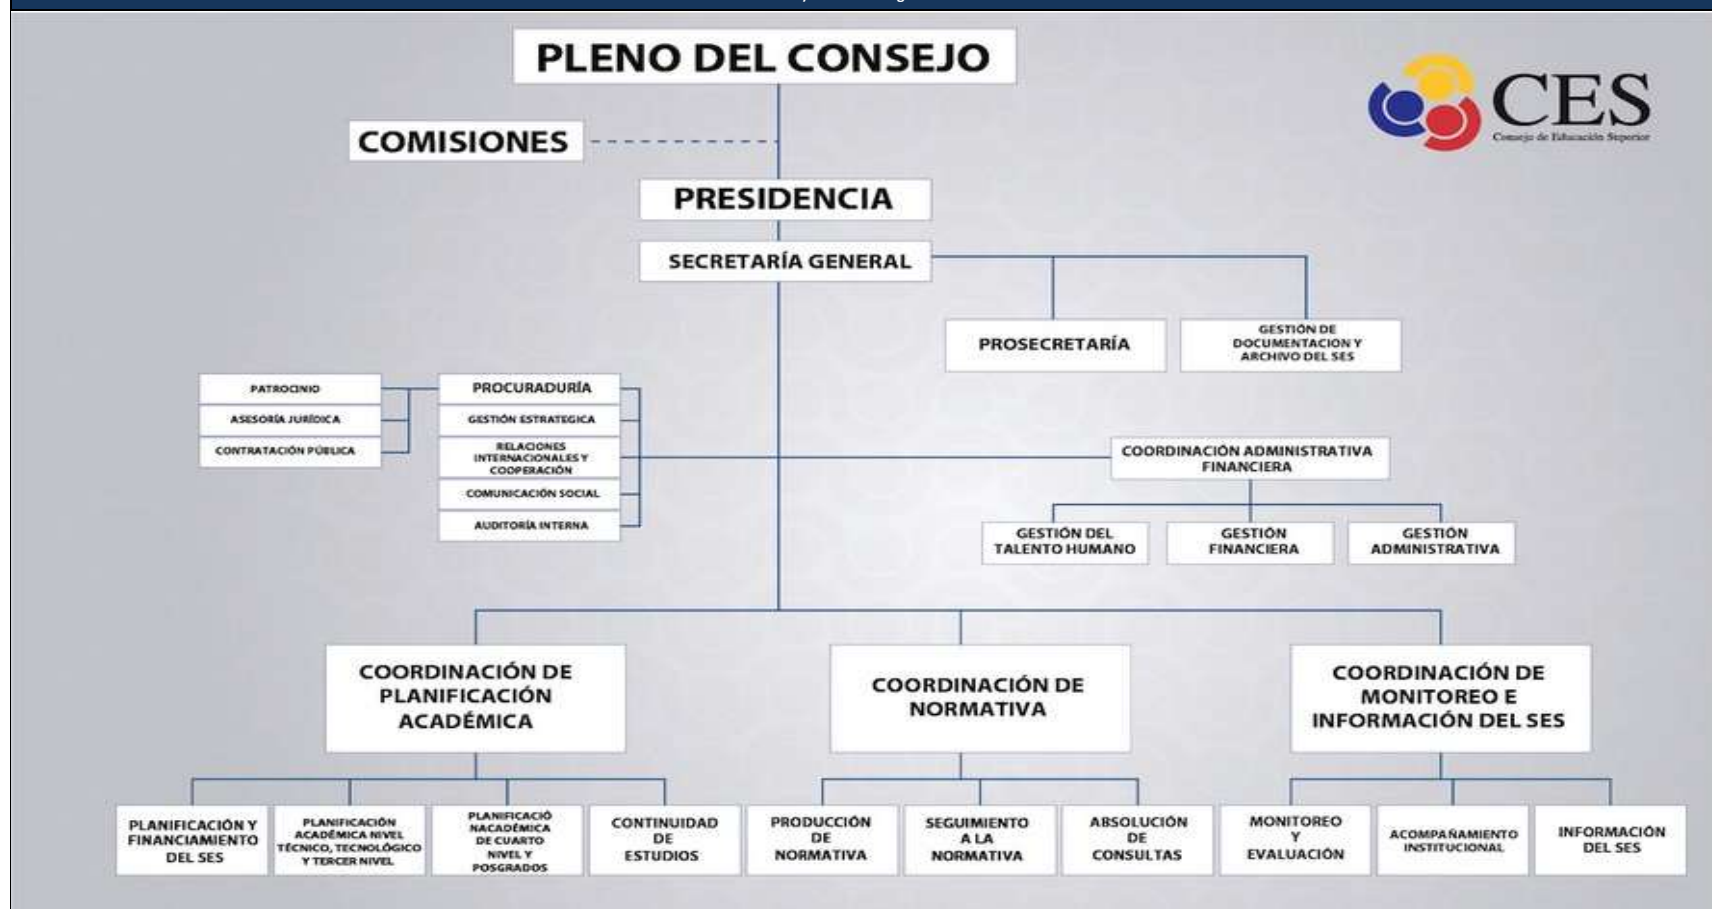 PLENO DEL CONSEJO
CES
Consejo de Educación Superior
COMISIONES
PRESIDENCIA
SECRETARÍA GENERAL
PROSECRETARÍA
GESTIÓN DE
DOCUMENTACION Y
ARCHIVO DEL SES
PATROCINIO
ASESORÍA JURÍDICA
CONTRATACIÓN PÚBLICA
PROCURADURÍA
GESTIÓN ESTRATEGICA
RELACIONES
INTERNACIONALES Y
COOPERACIÓN
COMUNICACIÓN SOCIAL
AUDITORÍA INTERNA
COORDINACIÓN ADMINISTRATIVA
FINANCIERA
GESTIÓN DEL
TALENTO HUMANO
GESTIÓN
FINANCIERA
GESTIÓN
ADMINISTRATIVA
COORDINACIÓN DE
PLANIFICACIÓN
ACADÉMICA
COORDINACIÓN DE
NORMATIVA
COORDINACIÓN DE
MONITOREO E
INFORMACIÓN DEL SES
PLANIFICACIÓN Y
FINANCIAMIENTO
DEL SES
PLANIFICACIÓN
ACADÉMICA NIVEL
TÉCNICO, TECNOLÓGICO
Y TERCER NIVEL
PLANIFICACIÓ
NACADÉMICA
DE CUARTO
NIVEL Y
POSGRADOS
CONTINUIDAD
DE
ESTUDIOS
PRODUCCIÓN
DE
NORMATIVA
SEGUIMIENTO
A LA
NORMATIVA
ABSOLUCIÓN
DE
CONSULTAS
MONITOREO
Y
EVALUACIÓN
ACOMPAÑAMIENTO
INSTITUCIONAL
INFORMACIÓN
DEL SES